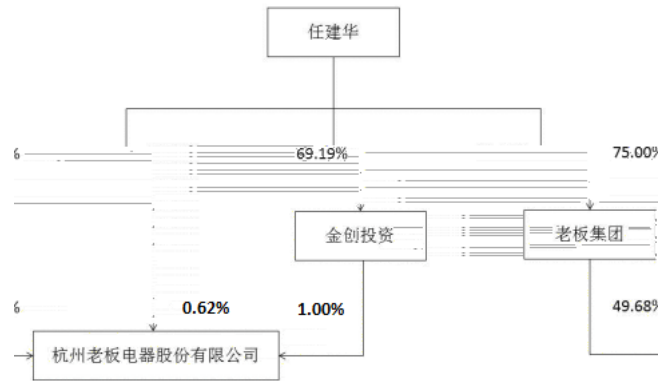 任建华
%
69.19%
75.00%
金创投资
老板集团
%
0.62%
1.00%
49.68%
杭州老板电器股份有限公司